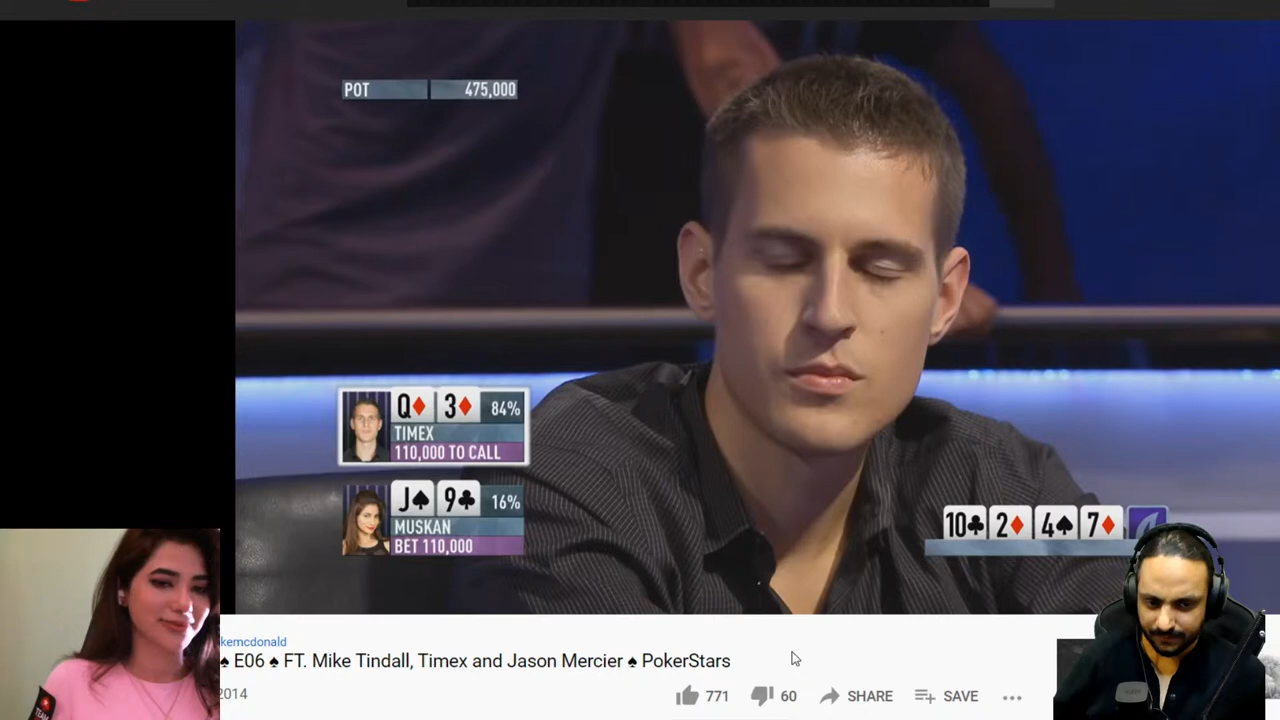 POT 475,000
Q♦ 3♦ 84%
TIMEX
110,000 TO CALL
J♠ 9♣ 16%
MUSKAN
BET 110,000
10♣ 2♦ 4♠ 7♦
kemcdonald
♠ E06 ♠ FT. Mike Tindall, Timex and Jason Mercier ♠ PokerStars
2014
771 60 SHARE SAVE ...
TEAM